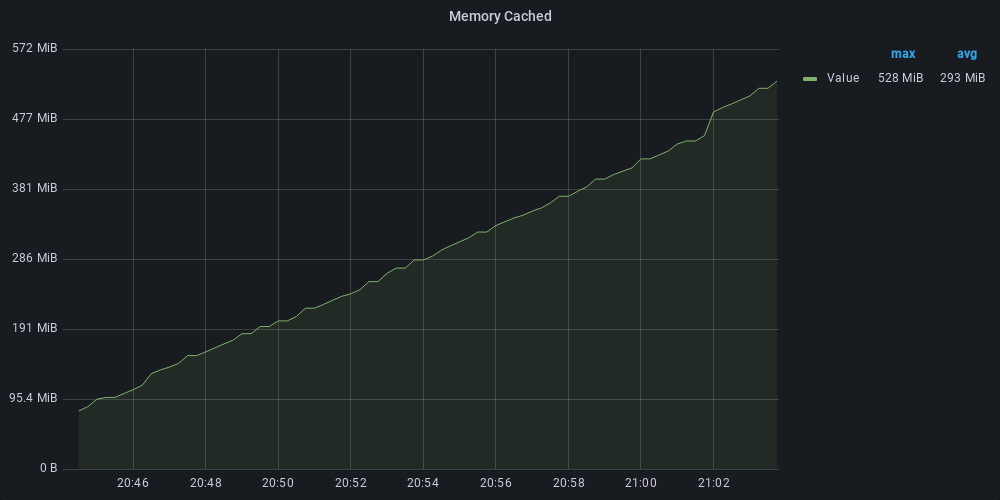 Memory Cached
572 MiB
477 MiB
381 MiB
286 MiB
191 MiB
95.4 MiB
0 B
20:46 20:48 20:50 20:52 20:54 20:56 20:58 21:00 21:02
max avg
Value 528 MiB 293 MiB